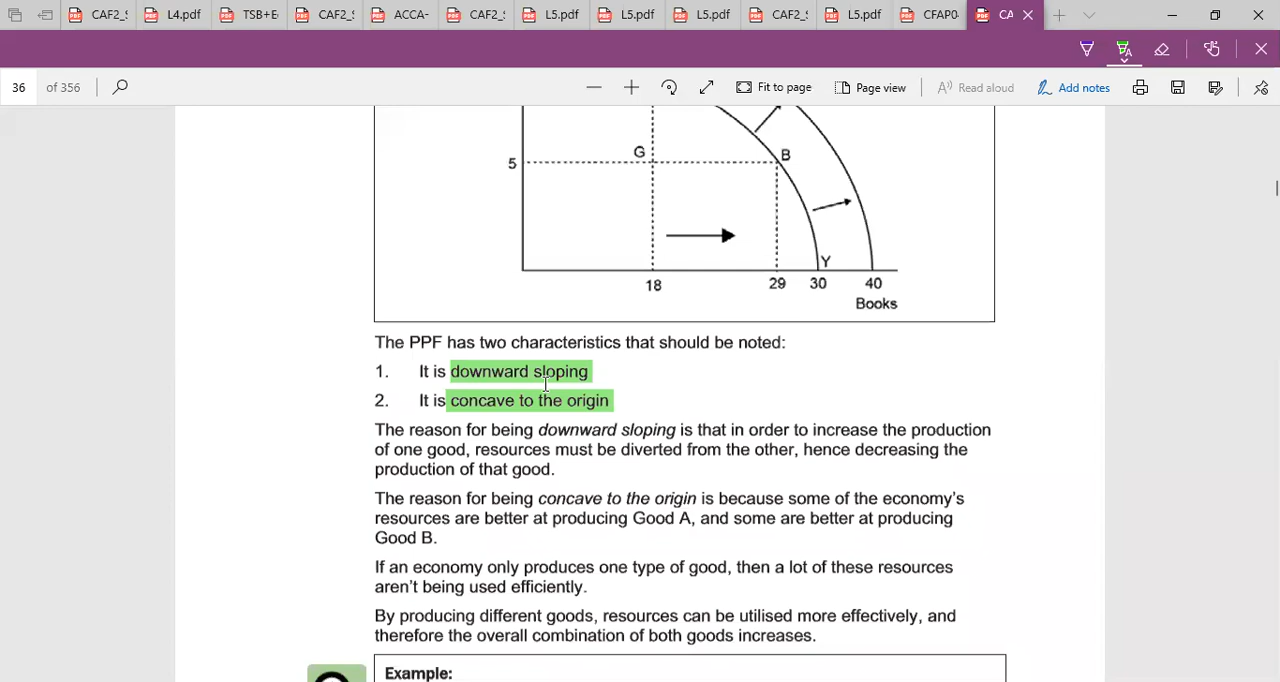 CAF2_S L4.pdf TSB+E CAF2_S ACCA- CAF2_S L5.pdf L5.pdf L5.pdf CAF2_S L5.pdf CFAP0 CA
36 of 356 Fit to page Page view Read aloud Add notes
G
B
5
Y
18 29 30 40
Books
The PPF has two characteristics that should be noted:
1. It is downward sloping
2. It is concave to the origin
The reason for being downward sloping is that in order to increase the production
of one good, resources must be diverted from the other, hence decreasing the
production of that good.
The reason for being concave to the origin is because some of the economy's
resources are better at producing Good A, and some are better at producing
Good B.
If an economy only produces one type of good, then a lot of these resources
aren't being used efficiently.
By producing different goods, resources can be utilised more effectively, and
therefore the overall combination of both goods increases.
Example: